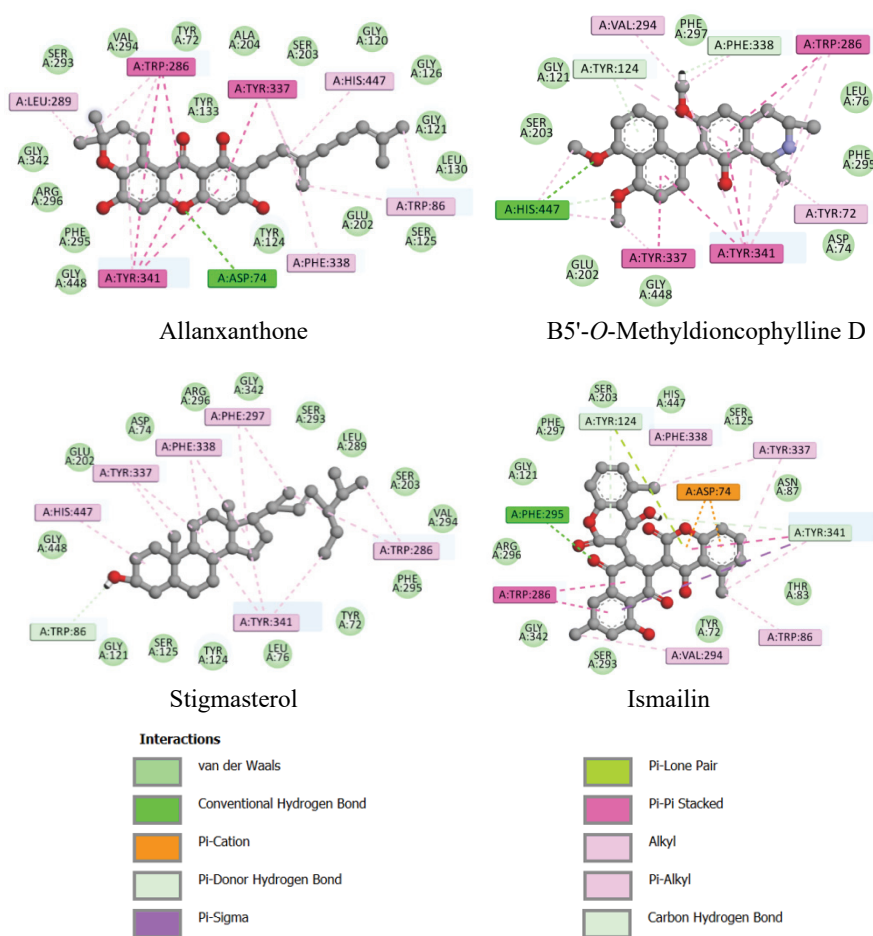 SER
A:293
VAL
A:294
TYR
A:72
ALA
A:204
SER
A:203
GLY
A:120
GLY
A:126
A:TRP:286
A:TYR:337
A:HIS:447
A:LEU:289
TYR
A:133
GLY
A:121
GLY
A:342
LEU
A:130
ARG
A:296
GLU
A:202
A:TRP:86
PHE
A:295
TYR
A:124
SER
A:125
GLY
A:448
A:TYR:341
A:ASP:74
A:PHE:338
Allanxanthone
A:VAL:294
PHE
A:297
A:PHE:338
A:TRP:286
GLY
A:121
A:TYR:124
LEU
A:76
SER
A:203
PHE
A:295
A:HIS:447
A:TYR:72
GLU
A:202
A:TYR:337
GLY
A:448
A:TYR:341
ASP
A:74
B5'-O-Methyldioncophylline D
ARG
A:296
GLY
A:342
A:PHE:297
SER
A:293
ASP
A:74
A:PHE:338
LEU
A:289
GLU
A:202
A:TYR:337
SER
A:203
A:HIS:447
VAL
A:294
GLY
A:448
A:TRP:286
PHE
A:295
A:TRP:86
GLY
A:121
SER
A:125
TYR
A:124
LEU
A:76
A:TYR:341
TYR
A:72
Stigmasterol
SER
A:203
HIS
A:447
SER
A:125
PHE
A:297
A:TYR:124
A:PHE:338
A:TYR:337
GLY
A:121
A:ASP:74
ASN
A:87
A:PHE:295
A:TYR:341
ARG
A:296
A:TRP:286
THR
A:83
GLY
A:342
SER
A:293
TYR
A:72
A:VAL:294
A:TRP:86
Ismailin
Interactions
van der Waals
Conventional Hydrogen Bond
Pi-Cation
Pi-Donor Hydrogen Bond
Pi-Sigma
Pi-Lone Pair
Pi-Pi Stacked
Alkyl
Pi-Alkyl
Carbon Hydrogen Bond